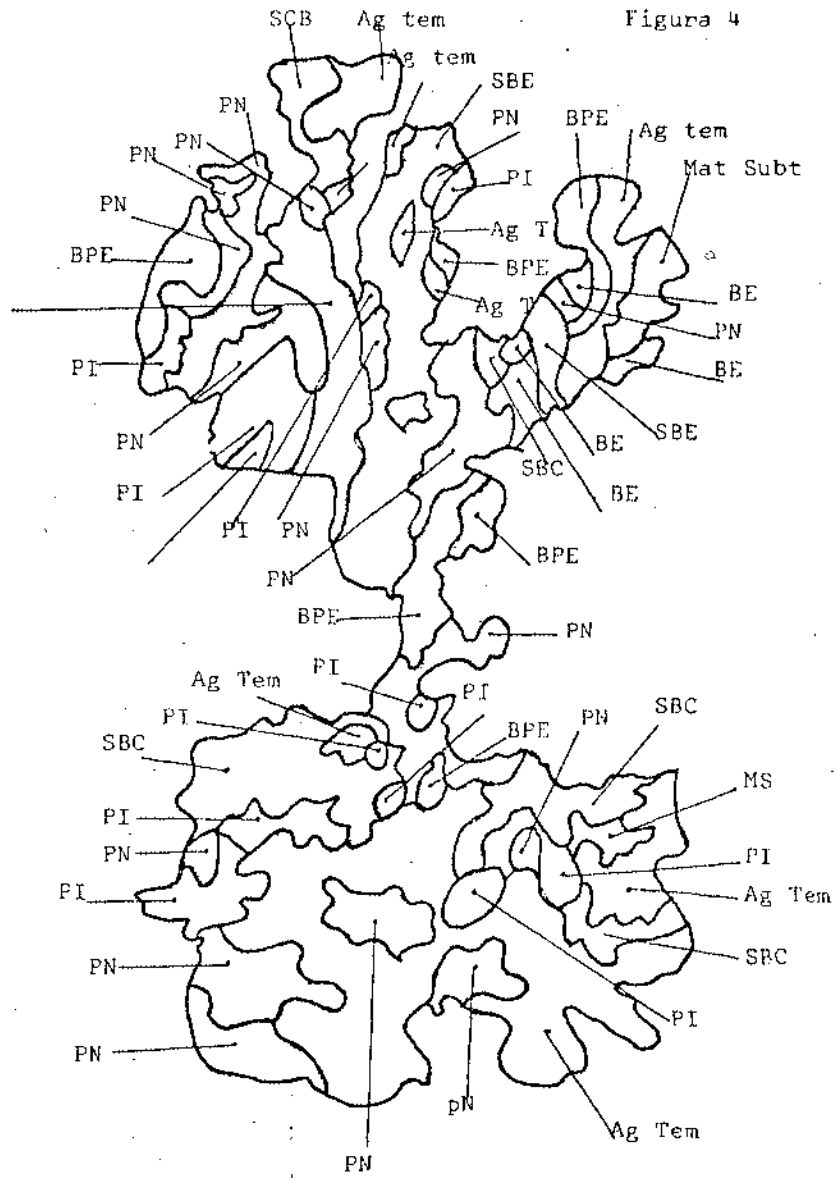 SCB Ag tem Figura 4
Ag tem
SBE
PN PN BPE Ag tem
PN PN PI Mat Subt
PN Ag T
BPE BPE BE
Ag T PN
PI BE
PN SBE
BE
SBC
PI BE
PI PN
BPE
PN
BPE PN
PI PI
Ag Tem
PI BPE PN SBC
SBC
MS
PI
PN PI
PI Ag Tem
SBC
PN
PI
PN
pN
Ag Tem
PN